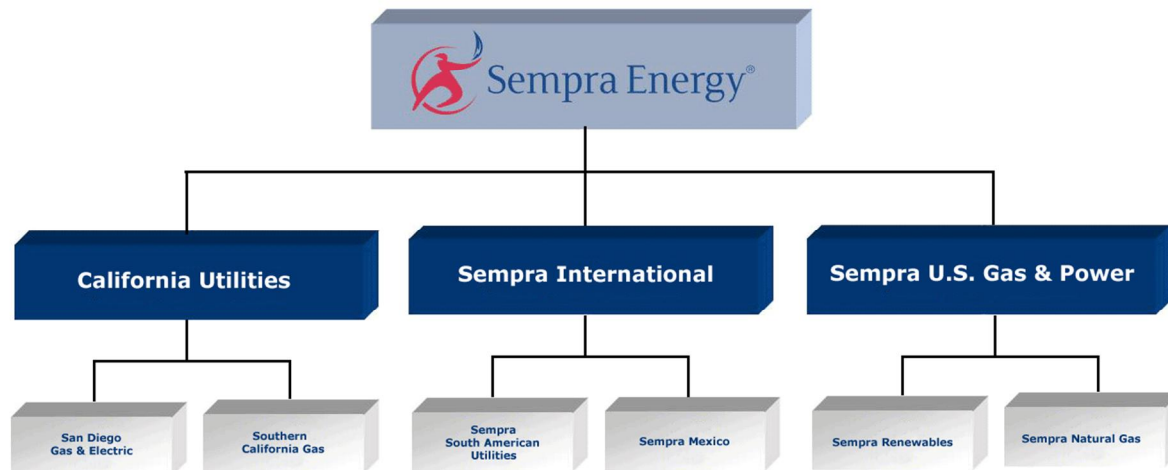 Sempra Energy®
California Utilities
Sempra International
Sempra U.S. Gas & Power
San Diego
Gas & Electric
Southern
California Gas
Sempra
South American
Utilities
Sempra Mexico
Sempra Renewables
Sempra Natural Gas